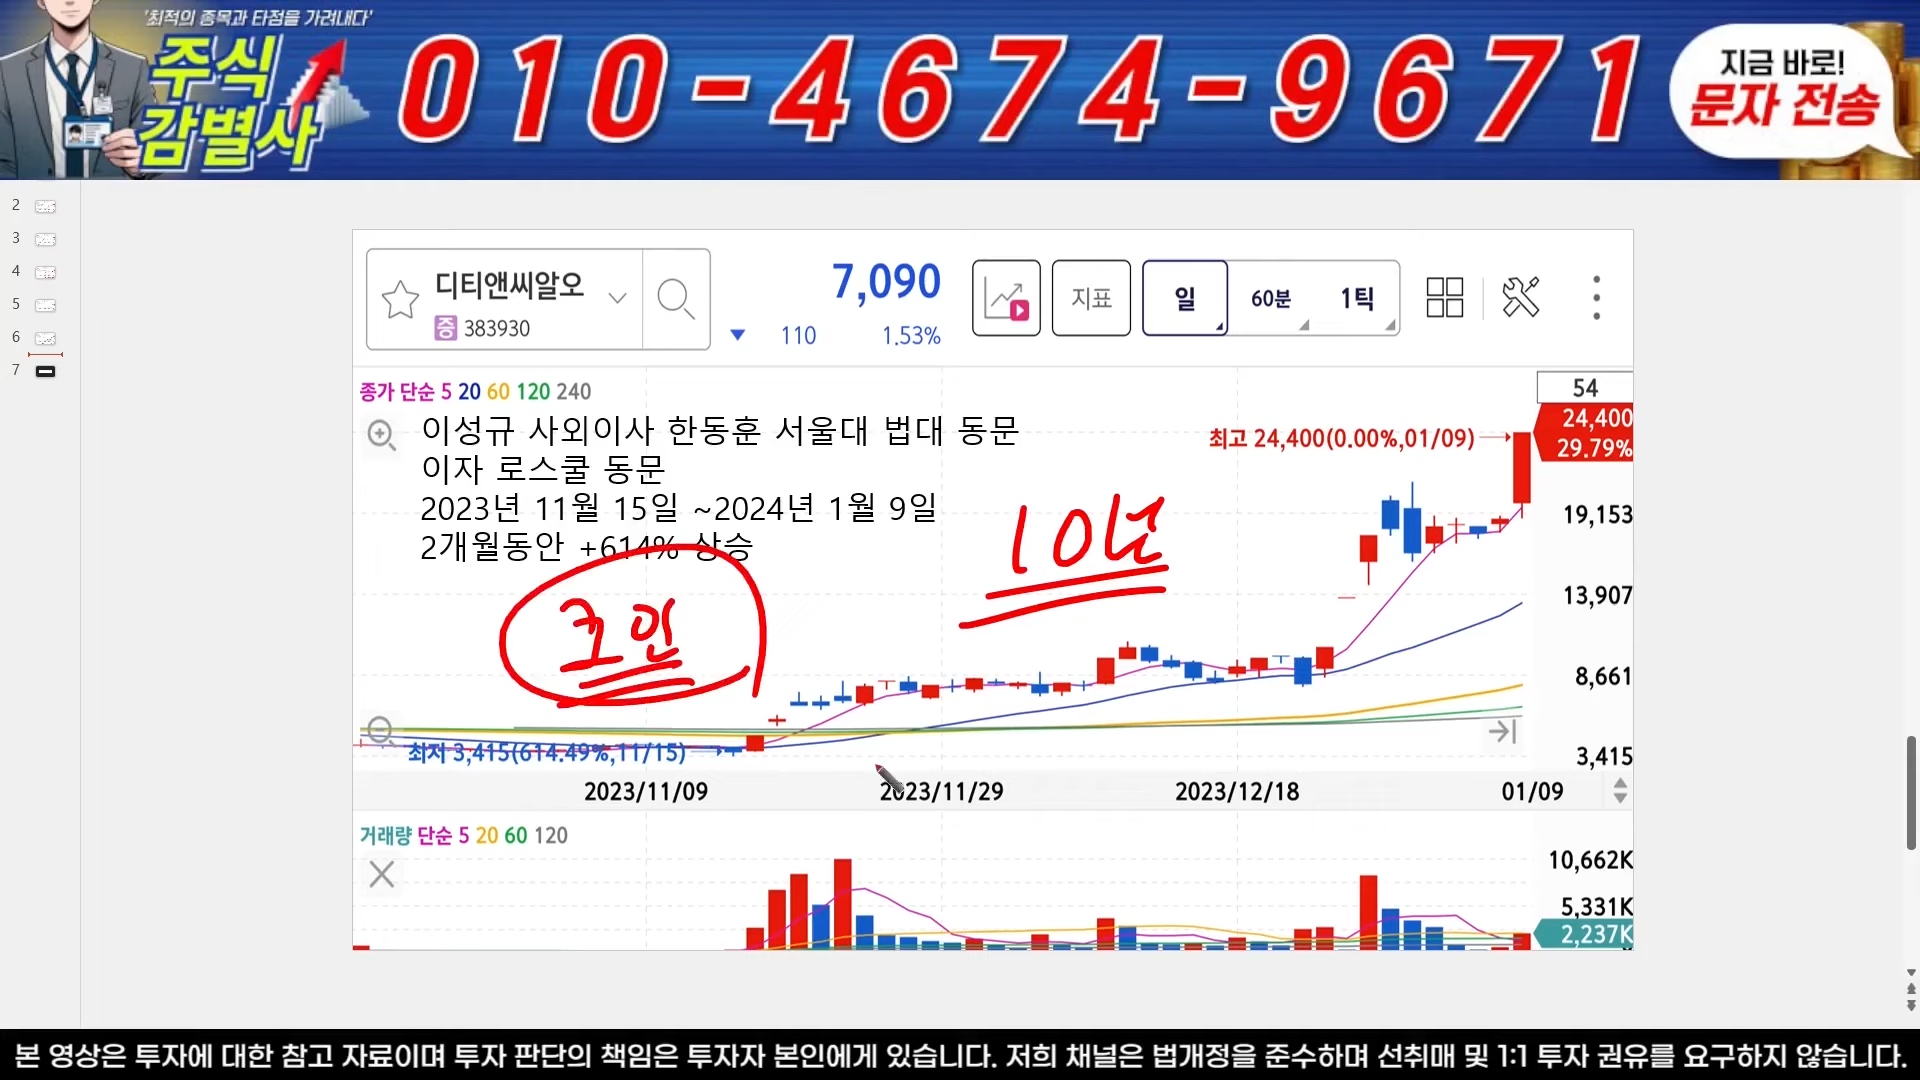 '최적의 종목과 타점을 가려내다'
주식
감별사
010-4674-9671
지금 바로!
문자 전송
2
3
4
5
6
7
디티앤씨알오
증 383930
7,090
▼ 110 1.53%
지표
일 60분 1틱
종가 단순 5 20 60 120 240
54
24,400
29.79%
최고 24,400(0.00%,01/09)
이성규 사외이사 한동훈 서울대 법대 동문
이자 로스쿨 동문
2023년 11월 15일 ~2024년 1월 9일
2개월동안 +614% 상승
10년
코인
19,153
13,907
8,661
3,415
최저 3,415(614.49%,11/15)
2023/11/09 2023/11/29 2023/12/18 01/09
거래량 단순 5 20 60 120
10,662K
5,331K
2,237K
본 영상은 투자에 대한 참고 자료이며 투자 판단의 책임은 투자자 본인에게 있습니다. 저희 채널은 법개정을 준수하며 선취매 및 1:1 투자 권유를 요구하지 않습니다.